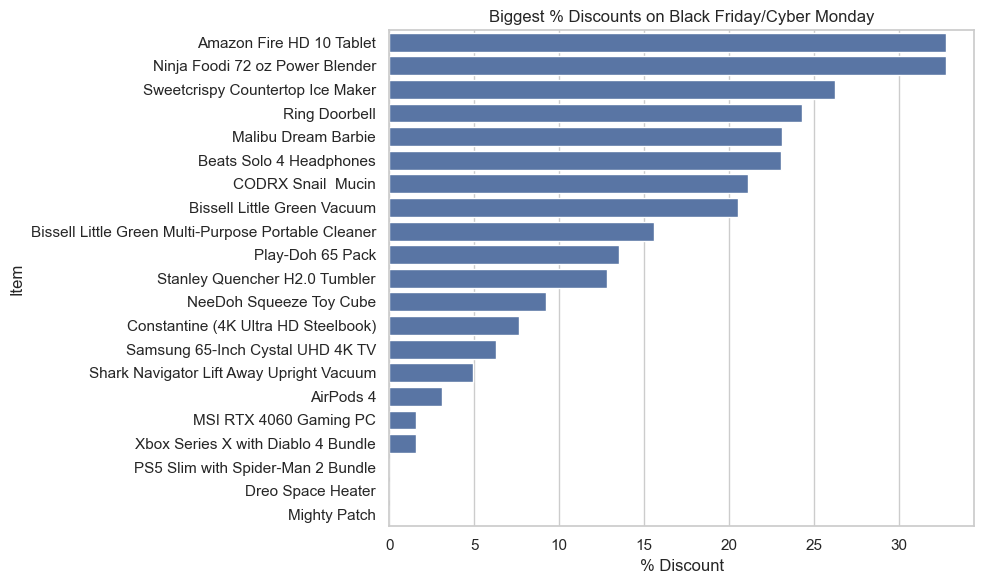 Biggest % Discounts on Black Friday/Cyber Monday
Amazon Fire HD 10 Tablet
Ninja Foodi 72 oz Power Blender
Sweetcrispy Countertop Ice Maker
Ring Doorbell
Malibu Dream Barbie
Beats Solo 4 Headphones
CODRX Snail  Mucin
Bissell Little Green Vacuum
Bissell Little Green Multi-Purpose Portable Cleaner
Play-Doh 65 Pack
Stanley Quencher H2.0 Tumbler
NeeDoh Squeeze Toy Cube
Constantine (4K Ultra HD Steelbook)
Samsung 65-Inch Cystal UHD 4K TV
Shark Navigator Lift Away Upright Vacuum
AirPods 4
MSI RTX 4060 Gaming PC
Xbox Series X with Diablo 4 Bundle
PS5 Slim with Spider-Man 2 Bundle
Dreo Space Heater
Mighty Patch
Item
0 5 10 15 20 25 30
% Discount